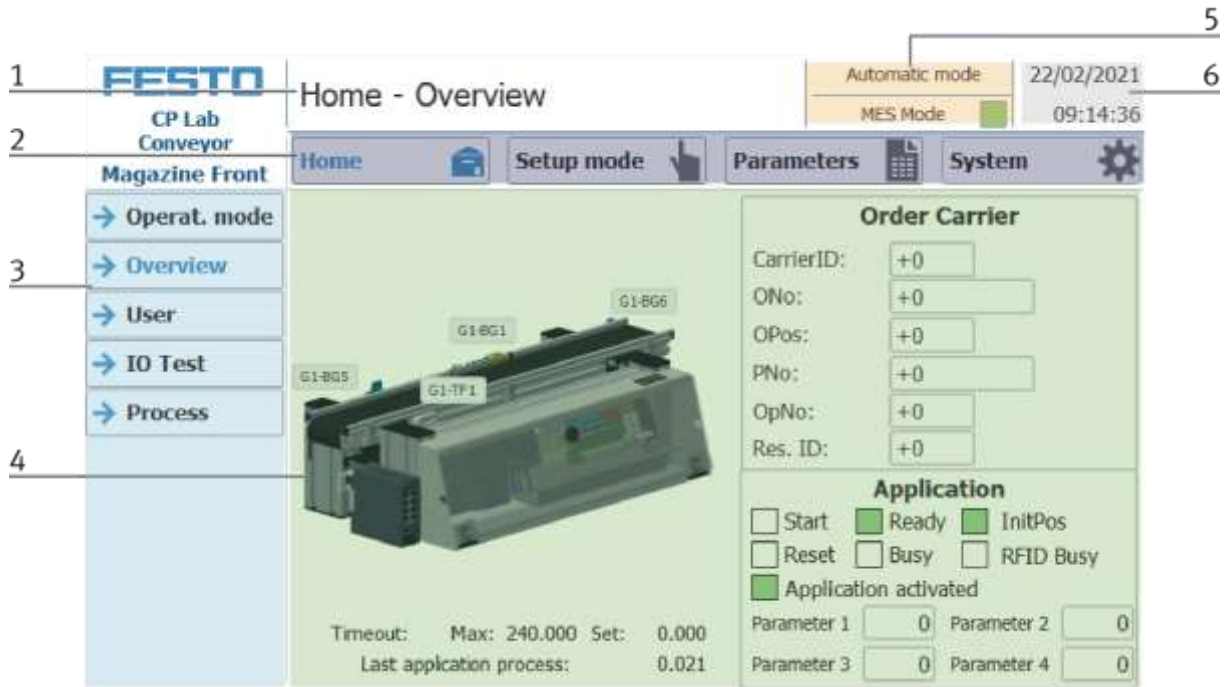 5
1
FESTO
Home - Overview
Automatic mode
22/02/2021
6
CP Lab
MES Mode
09:14:36
2
Conveyor
Magazine Front
Home
Setup mode
Parameters
System
Operat. mode
3
Overview
User
IO Test
Process
4
G1-BG6
G1-BG1
G1-BG5
G1-TF1
Timeout: Max: 240.000 Set: 0.000
Last application process: 0.021
Order Carrier
CarrierID: +0
ONo: +0
OPos: +0
PNo: +0
OpNo: +0
Res. ID: +0
Application
Start Ready InitPos
Reset Busy RFID Busy
Application activated
Parameter 1 0 Parameter 2 0
Parameter 3 0 Parameter 4 0